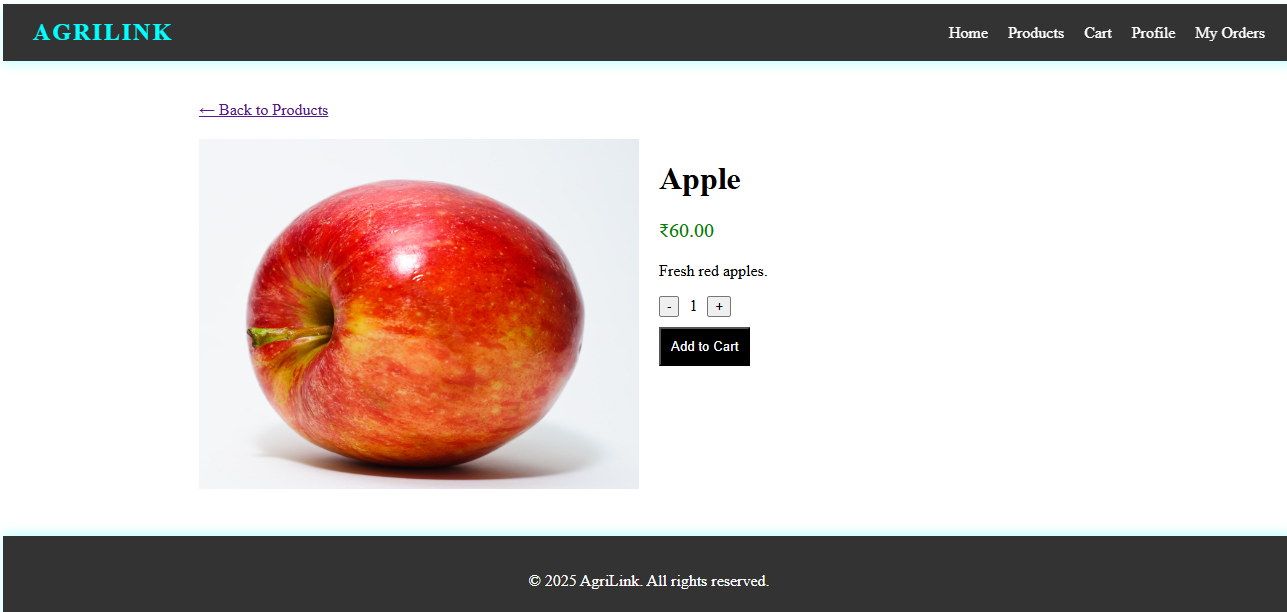 AGRILINK
Home Products Cart Profile My Orders
← Back to Products
Apple
₹60.00
Fresh red apples.
- 1 +
Add to Cart
© 2025 AgriLink. All rights reserved.